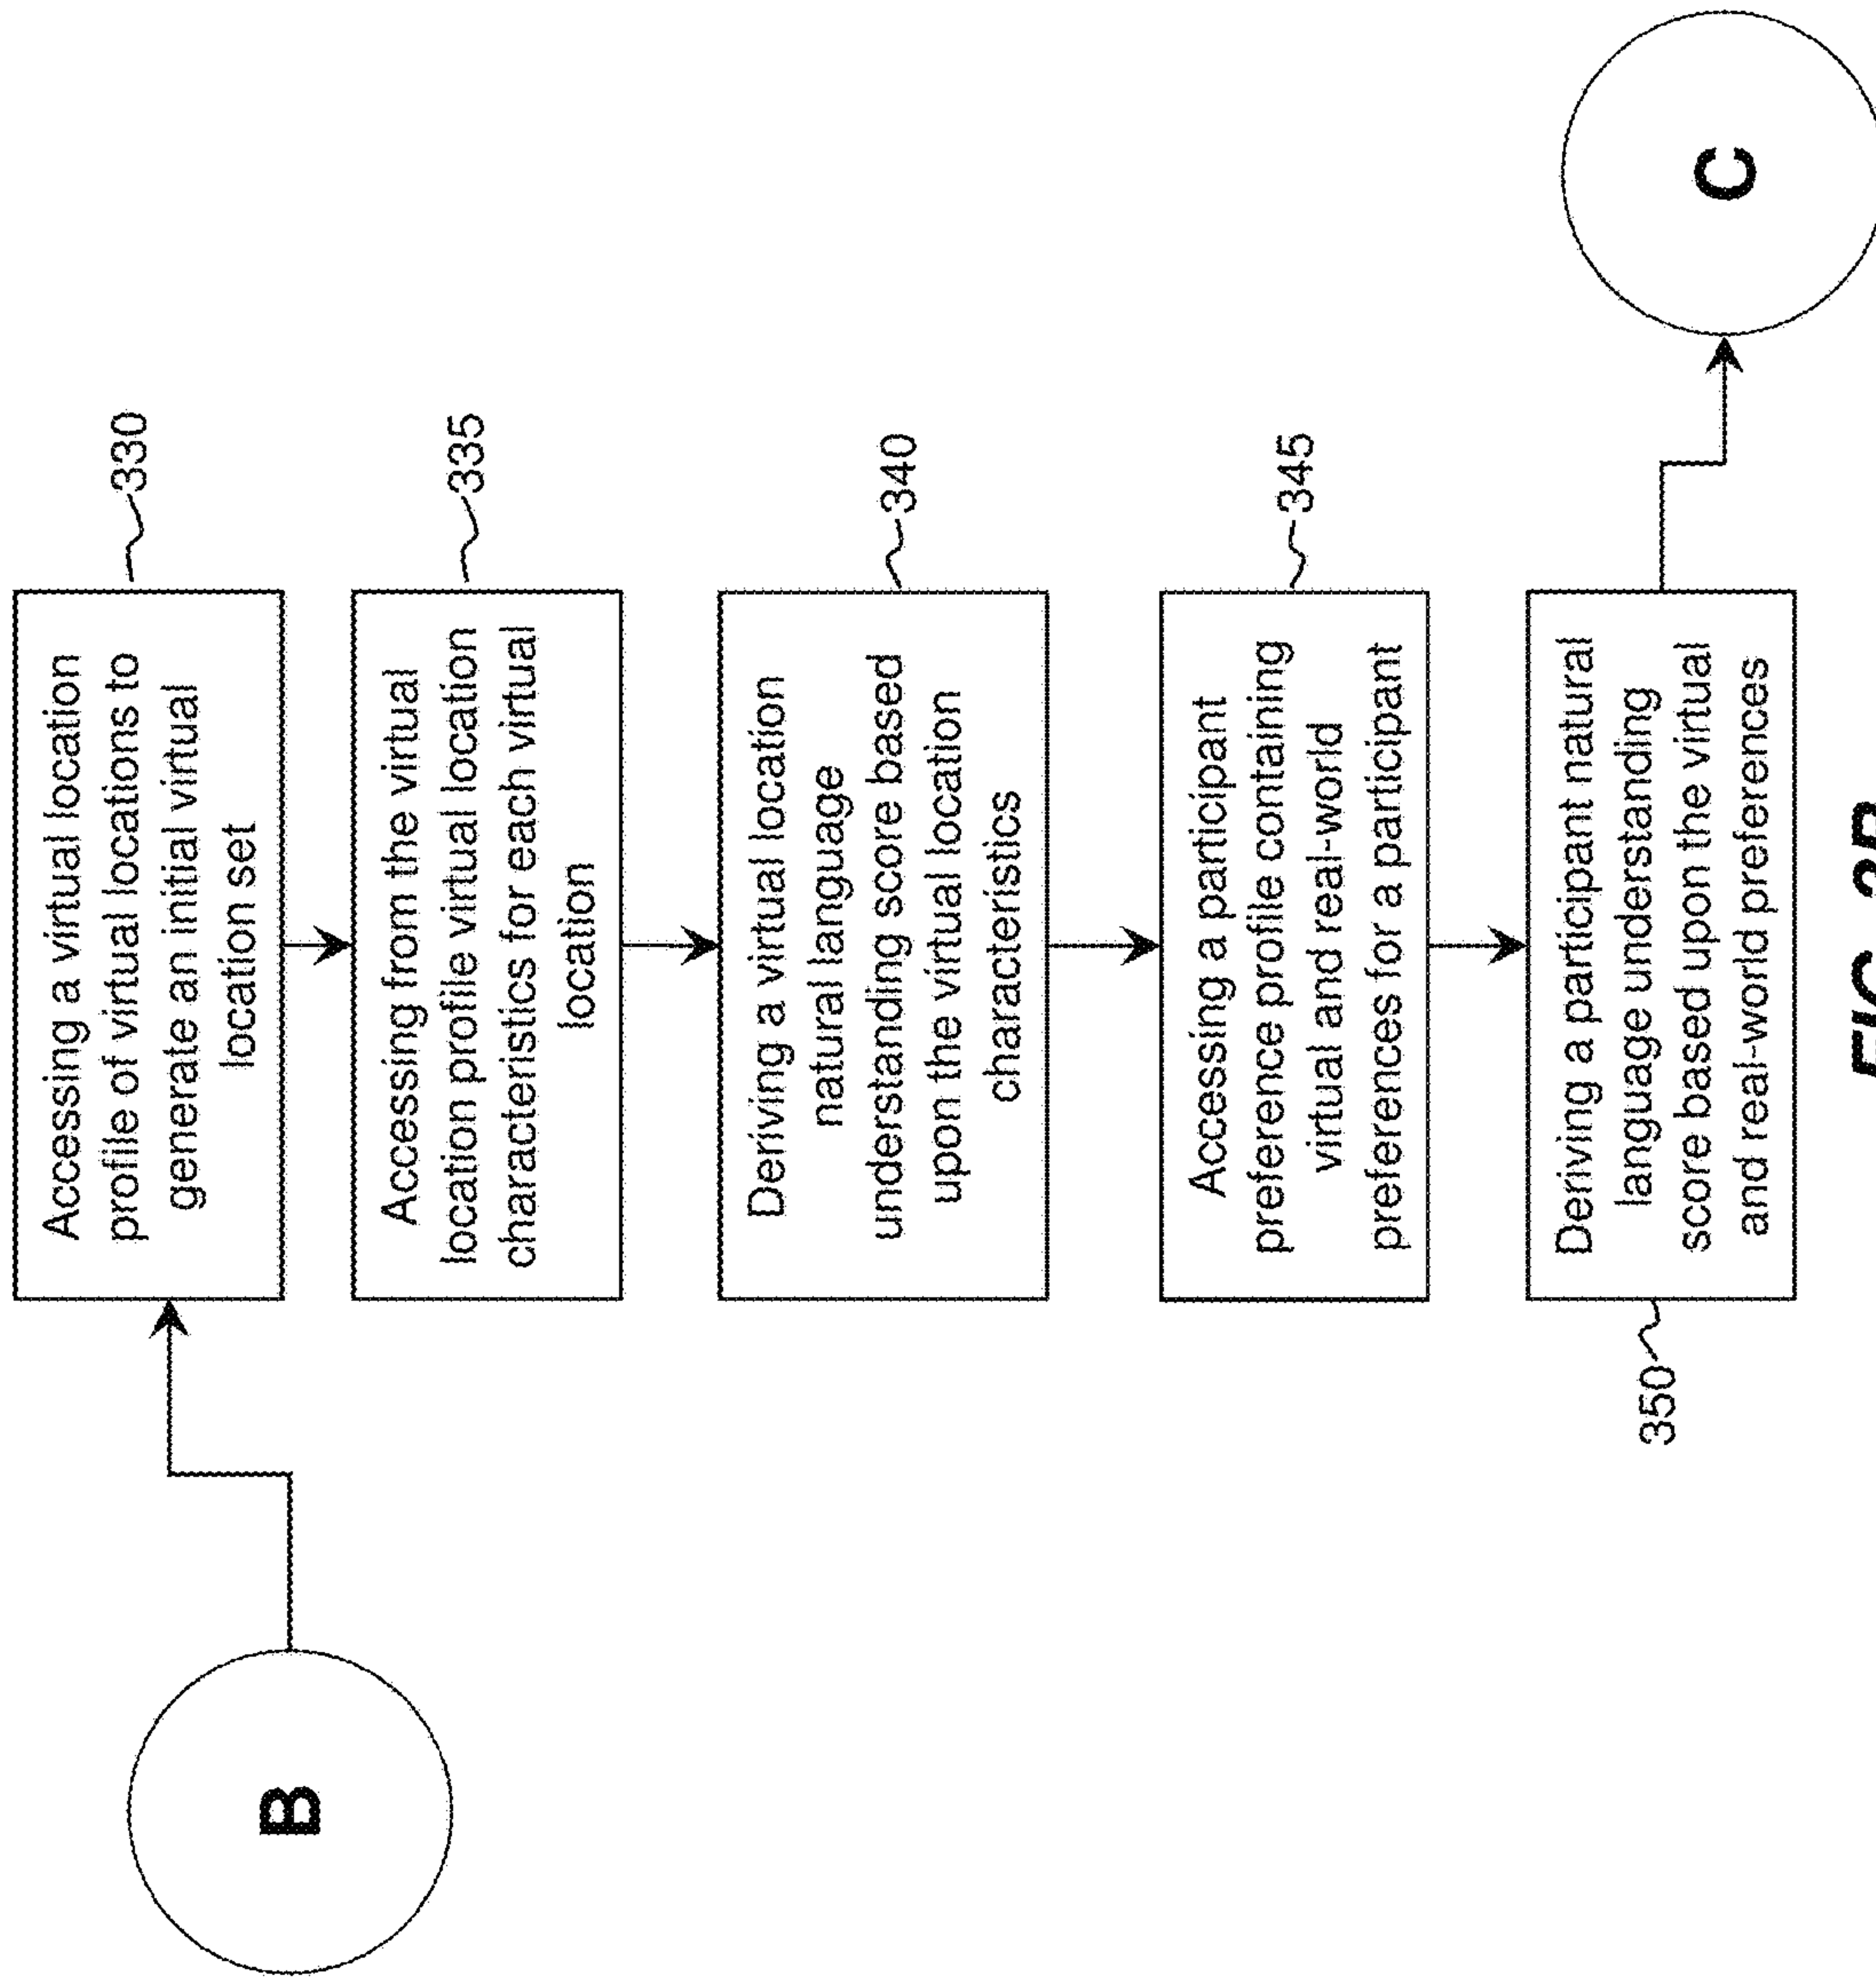 B
Accessing a virtual location
profile of virtual locations to
generate an initial virtual
location set
330
Accessing from the virtual
location profile virtual location
characteristics for each virtual
location
335
Deriving a virtual location
natural language
understanding score based
upon the virtual location
characteristics
340
Accessing a participant
preference profile containing
virtual and real-world
preferences for a participant
345
350
Deriving a participant natural
language understanding
score based upon the virtual
and real-world preferences
C
FIG.